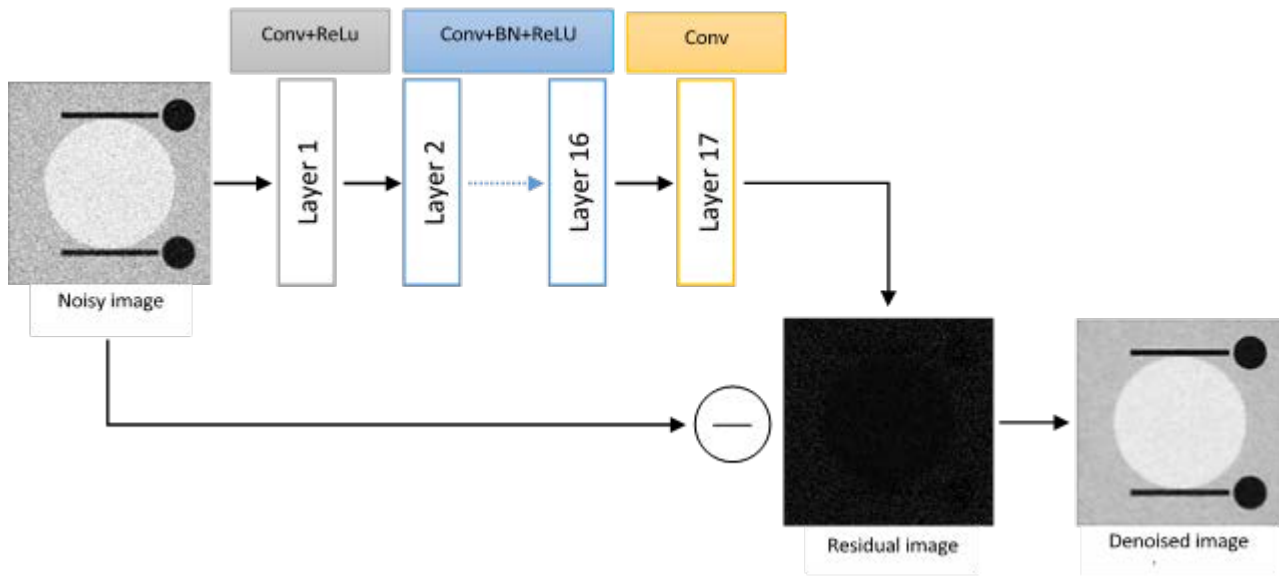 Conv+ReLu
Conv+BN+ReLU
Conv
Layer 1
Layer 2
Layer 16
Layer 17
Noisy image
Residual image
Denoised image